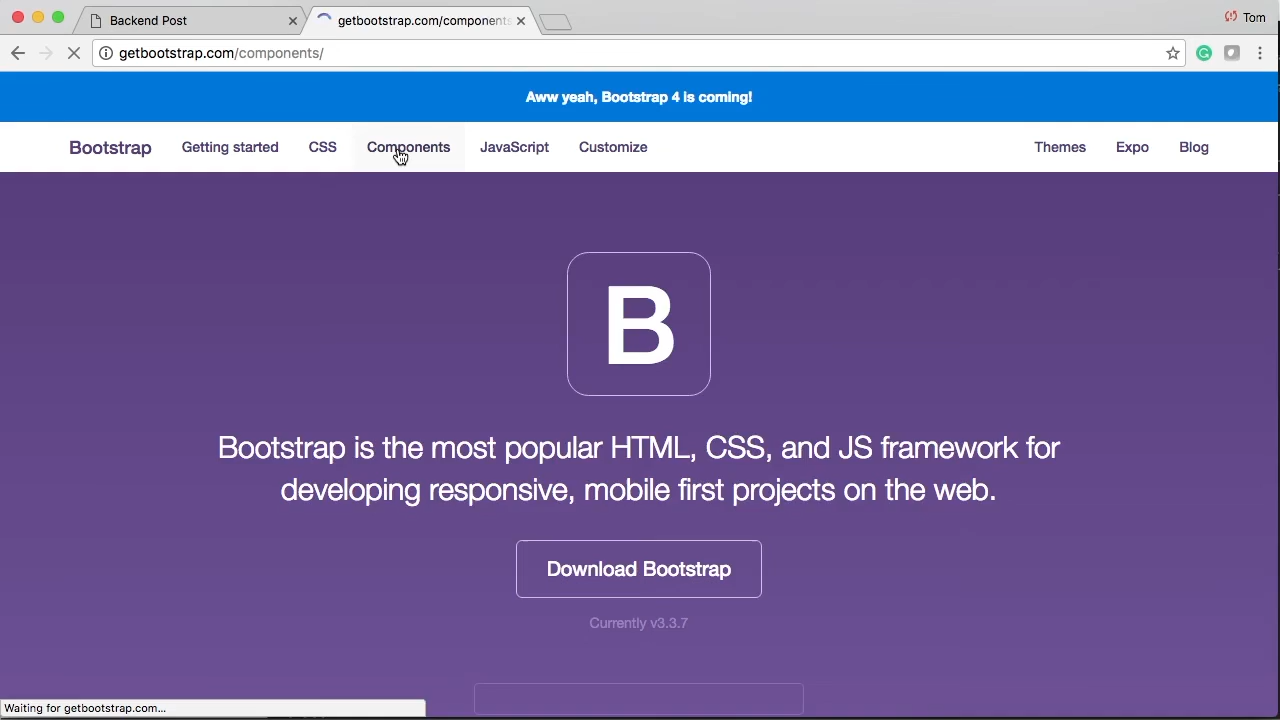 Backend Post
getbootstrap.com/components
Tom
getbootstrap.com/components/
Aww yeah, Bootstrap 4 is coming!
Bootstrap Getting started CSS Components JavaScript Customize Themes Expo Blog
B
Bootstrap is the most popular HTML, CSS, and JS framework for
developing responsive, mobile first projects on the web.
Download Bootstrap
Currently v3.3.7
Waiting for getbootstrap.com...